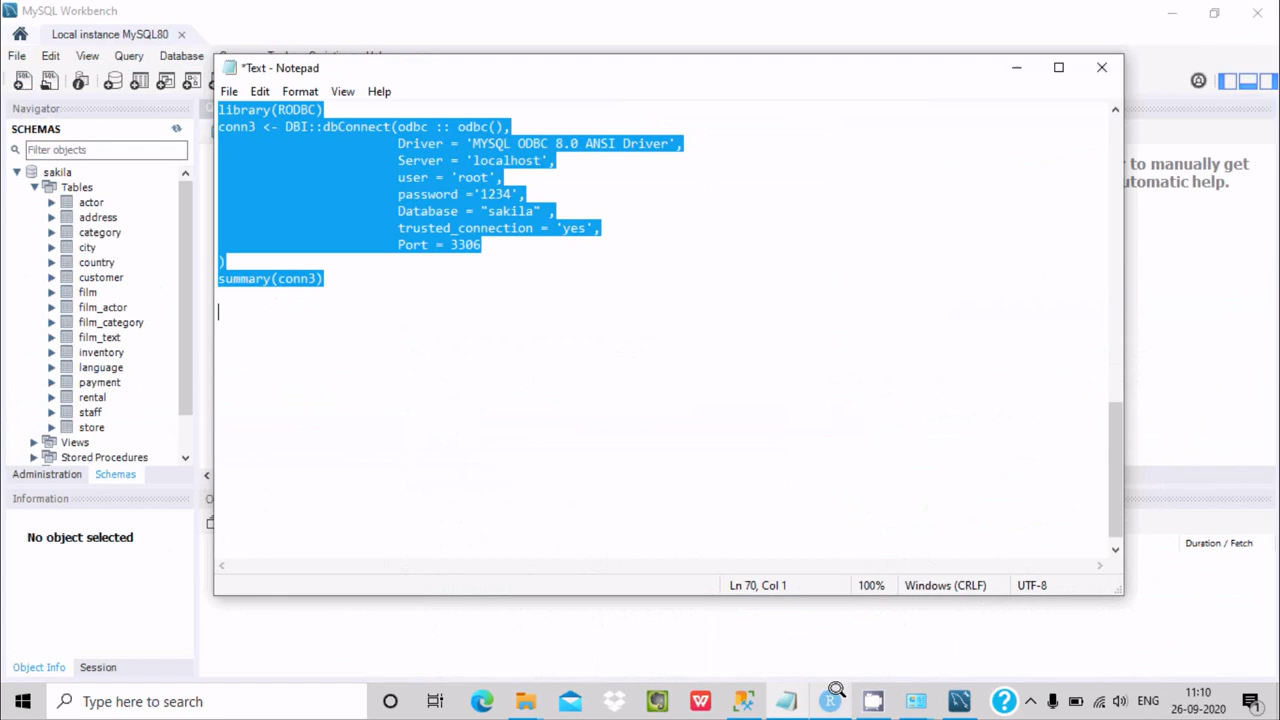 MySQL Workbench
Local instance MySQL80
File Edit View Query Database
*Text - Notepad
File Edit Format View Help
Navigator
SCHEMAS
Filter objects
sakila
Tables
actor
address
category
city
country
customer
film
film_actor
film_category
film_text
inventory
language
payment
rental
staff
store
Views
Stored Procedures
Administration Schemas
Information
No object selected
Object Info Session
library(RODBC)
conn3 <- DBI::dbConnect(odbc :: odbc(),
Driver = 'MYSQL ODBC 8.0 ANSI Driver',
Server = 'localhost',
user = 'root',
password ='1234',
Database = "sakila" ,
trusted_connection = 'yes',
Port = 3306
)
summary(conn3)
Ln 70, Col 1 100% Windows (CRLF) UTF-8
to manually get
utomatic help.
Duration / Fetch
Type here to search
ENG
11:10
26-09-2020